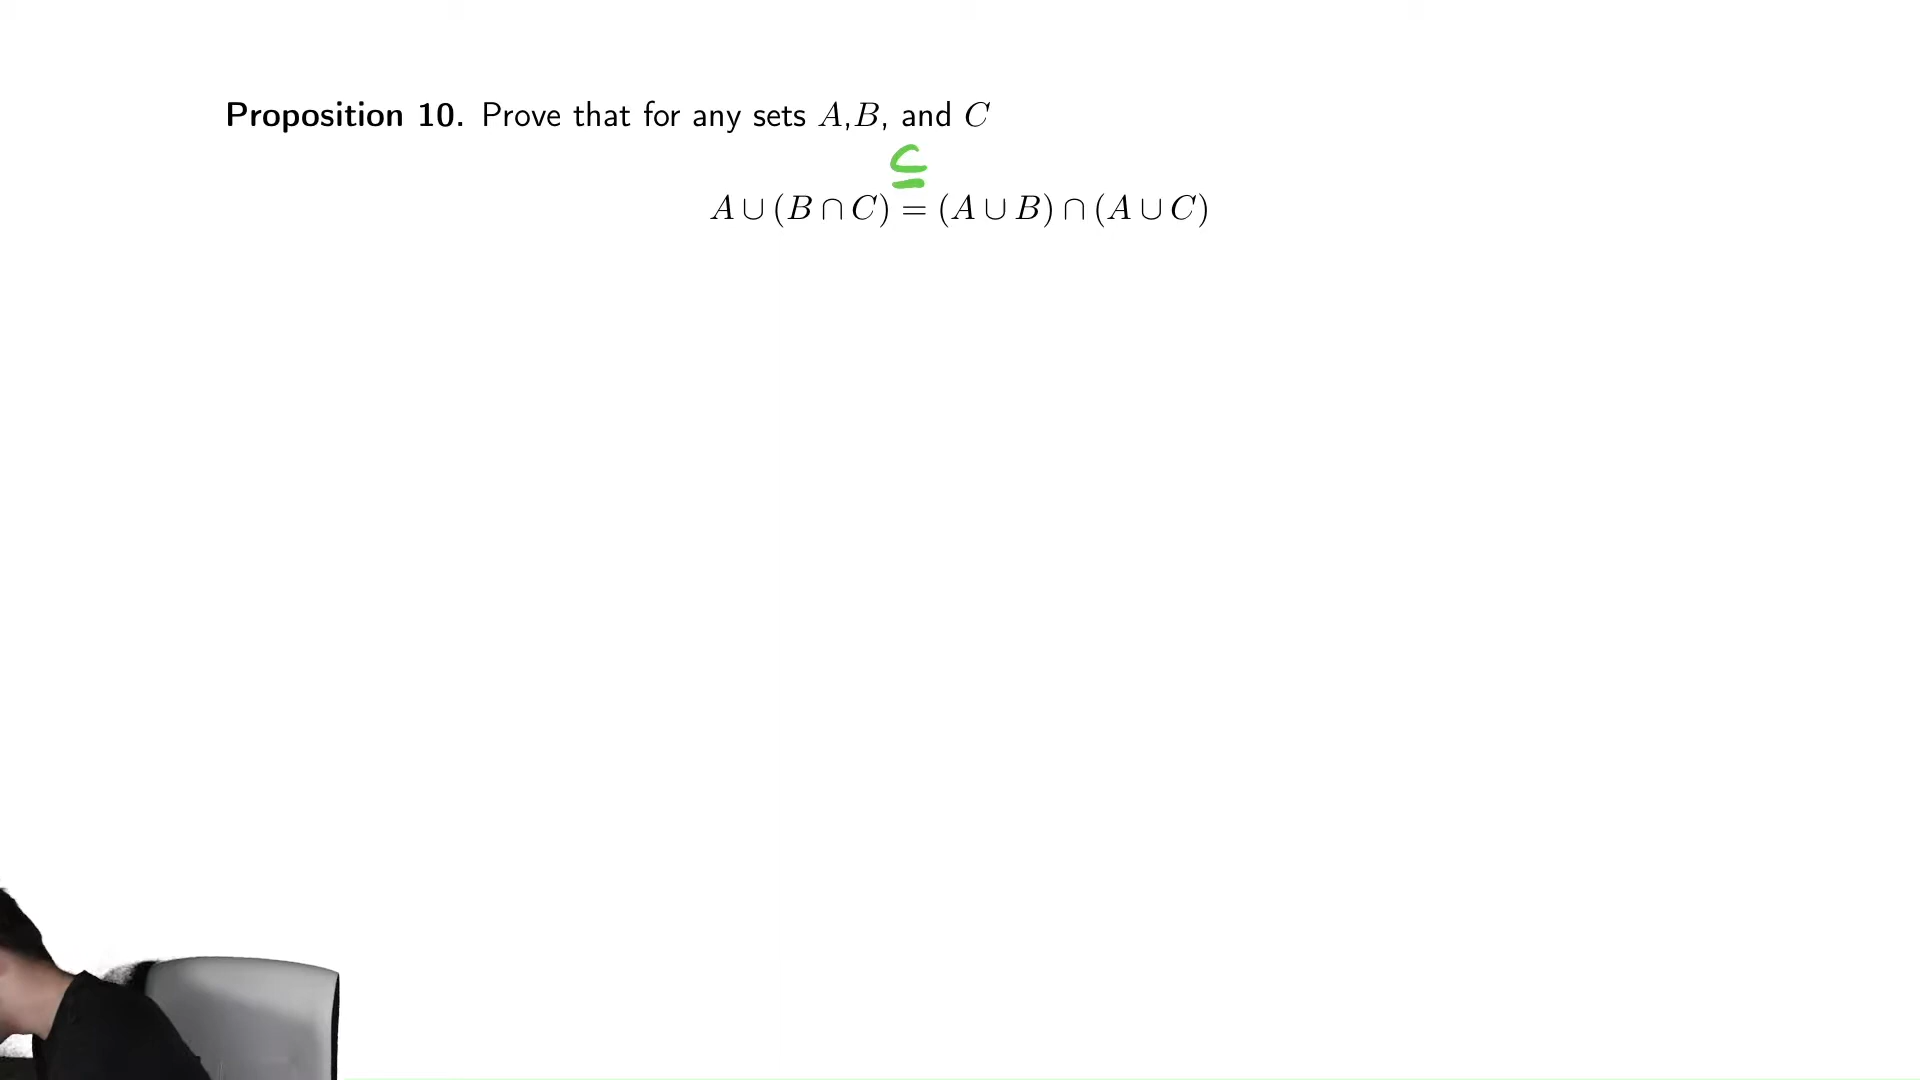 Proposition 10. Prove that for any sets A,B, and C
⊆
A ∪ (B ∩ C) = (A ∪ B) ∩ (A ∪ C)